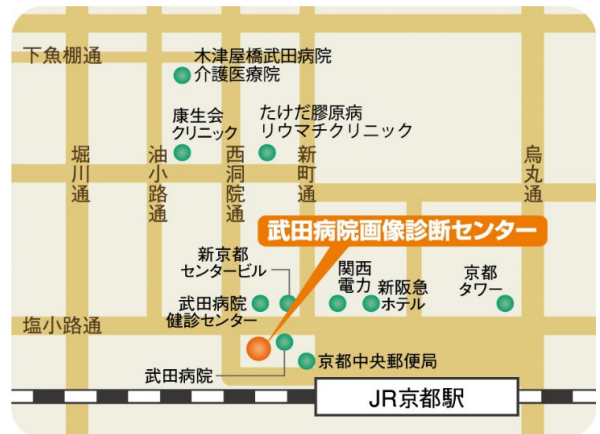 下魚棚通
木津屋橋武田病院
介護医療院
康生会
クリニック
たけだ膠原病
リウマチクリニック
堀川通
油小路通
西洞院通
新町通
烏丸通
武田病院画像診断センター
新京都
センタービル
関西
電力
新阪急
ホテル
京都
タワー
武田病院
健診センター
塩小路通
武田病院
京都中央郵便局
JR京都駅